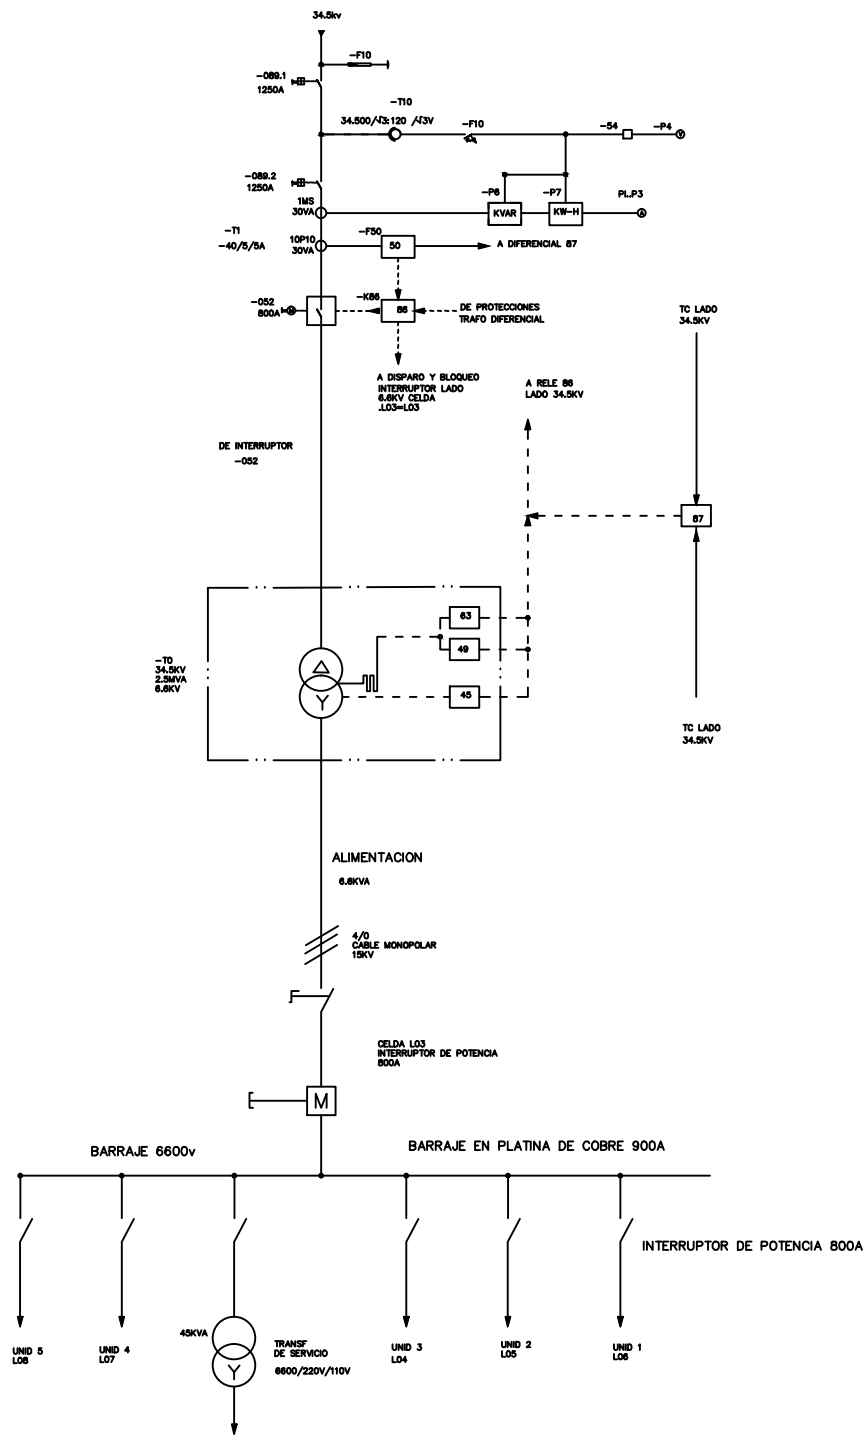 34.5kv
-F10
-089.1
1250A
-T10
34.500/√3:120 /√3V
-F10
-54
-P4
V
-089.2
1250A
1MS
30VA
-P6
KVAR
-P7
KW-H
PI..P3
A
-T1
-40/5/5A
10P10
30VA
-F50
50
A DIFERENCIAL 87
-052
800A
M
-K86
86
DE PROTECCIONES
TRAFO DIFERENCIAL
TC LADO
34.5KV
A DISPARO Y BLOQUEO
INTERRUPTOR LADO
6.6KV CELDA
.L03=L03
A RELE 86
LADO 34.5KV
DE INTERRUPTOR
-052
87
63
49
45
-TO
34.5KV
2.5MVA
6.6KV
Y
TC LADO
34.5KV
ALIMENTACION
6.6KVA
4/0
CABLE MONOPOLAR
15KV
CELDA L03
INTERRUPTOR DE POTENCIA
800A
M
BARRAJE 6600v
BARRAJE EN PLATINA DE COBRE 900A
INTERRUPTOR DE POTENCIA 800A
UNID 5
L08
UNID 4
L07
45KVA
Y
TRANSF
DE SERVICIO
6600/220V/110V
UNID 3
L04
UNID 2
L05
UNID 1
L06